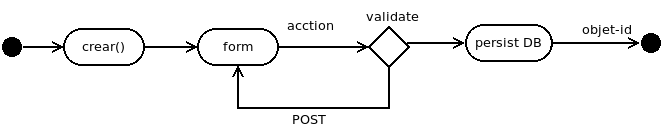 crear()
form
acction
validate
persist DB
objet-id
POST